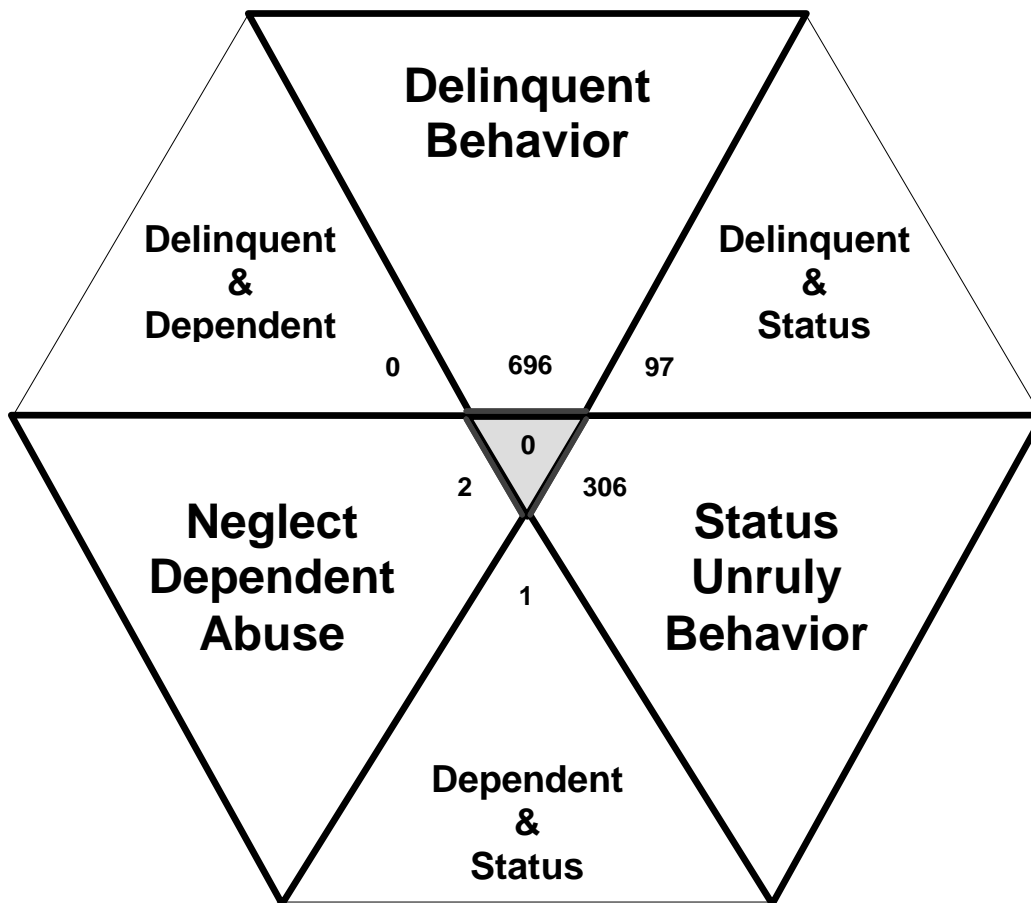 Delinquent
Behavior
Delinquent
&
Dependent
Delinquent
&
Status
0
696
97
0
2
306
Neglect
Dependent
Abuse
Status
Unruly
Behavior
1
Dependent
&
Status